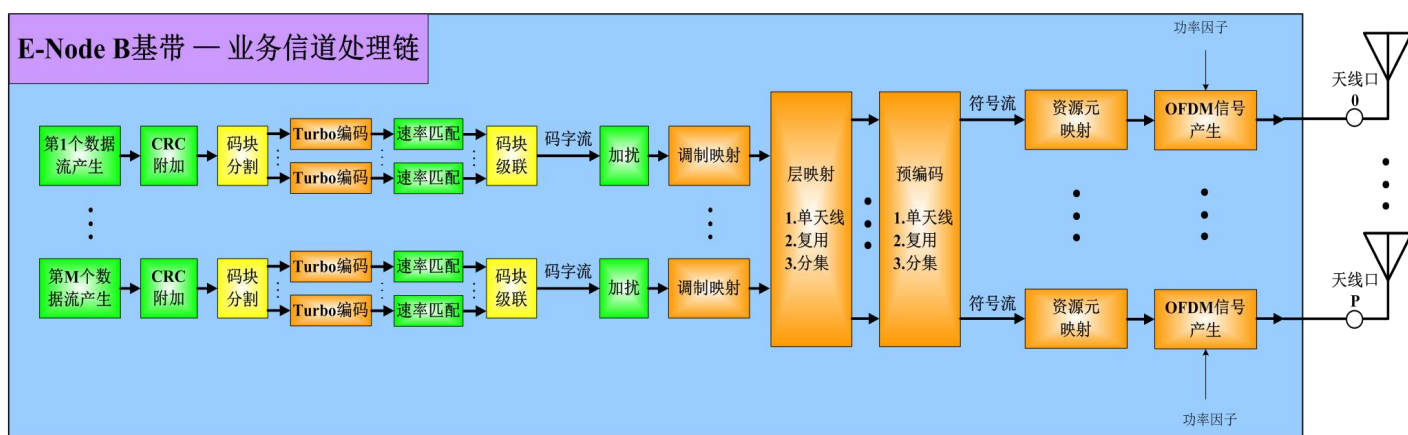 E-Node B基带 — 业务信道处理链
功率因子
第1个数据
流产生
CRC
附加
码块
分割
Turbo编码
Turbo编码
速率匹配
速率匹配
码块
级联
码字流
加扰
调制映射
层映射
1.单天线
2.复用
3.分集
预编码
1.单天线
2.复用
3.分集
符号流
资源元
映射
OFDM信号
产生
天线口
0
第M个数
据流产生
CRC
附加
码块
分割
Turbo编码
Turbo编码
速率匹配
速率匹配
码块
级联
码字流
加扰
调制映射
符号流
资源元
映射
OFDM信号
产生
天线口
P
功率因子